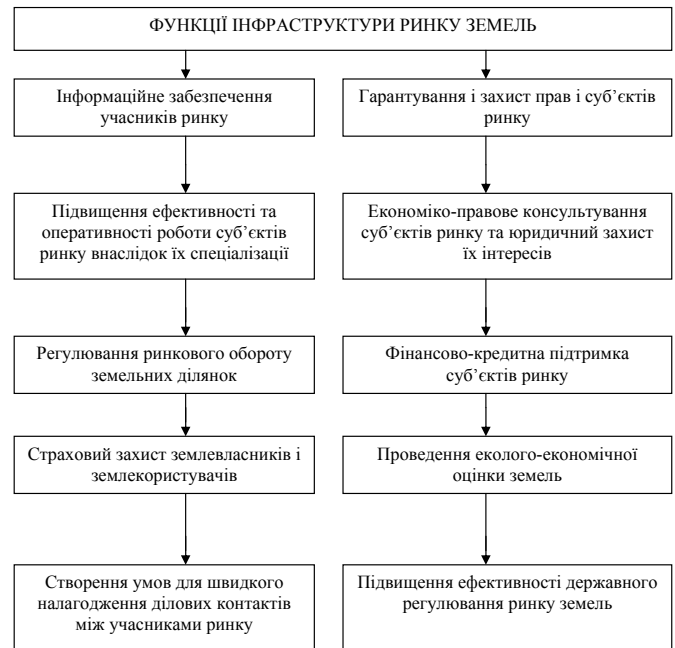 ФУНКЦІЇ ІНФРАСТРУКТУРИ РИНКУ ЗЕМЕЛЬ
Інформаційне забезпечення
учасників ринку
Гарантування і захист прав і суб’єктів
ринку
Підвищення ефективності та
оперативності роботи суб’єктів
ринку внаслідок їх спеціалізації
Економіко-правове консультування
суб’єктів ринку та юридичний захист
їх інтересів
Регулювання ринкового обороту
земельних ділянок
Фінансово-кредитна підтримка
суб’єктів ринку
Страховий захист землевласників і
землекористувачів
Проведення еколого-економічної
оцінки земель
Створення умов для швидкого
налагодження ділових контактів
між учасниками ринку
Підвищення ефективності державного
регулювання ринку земель